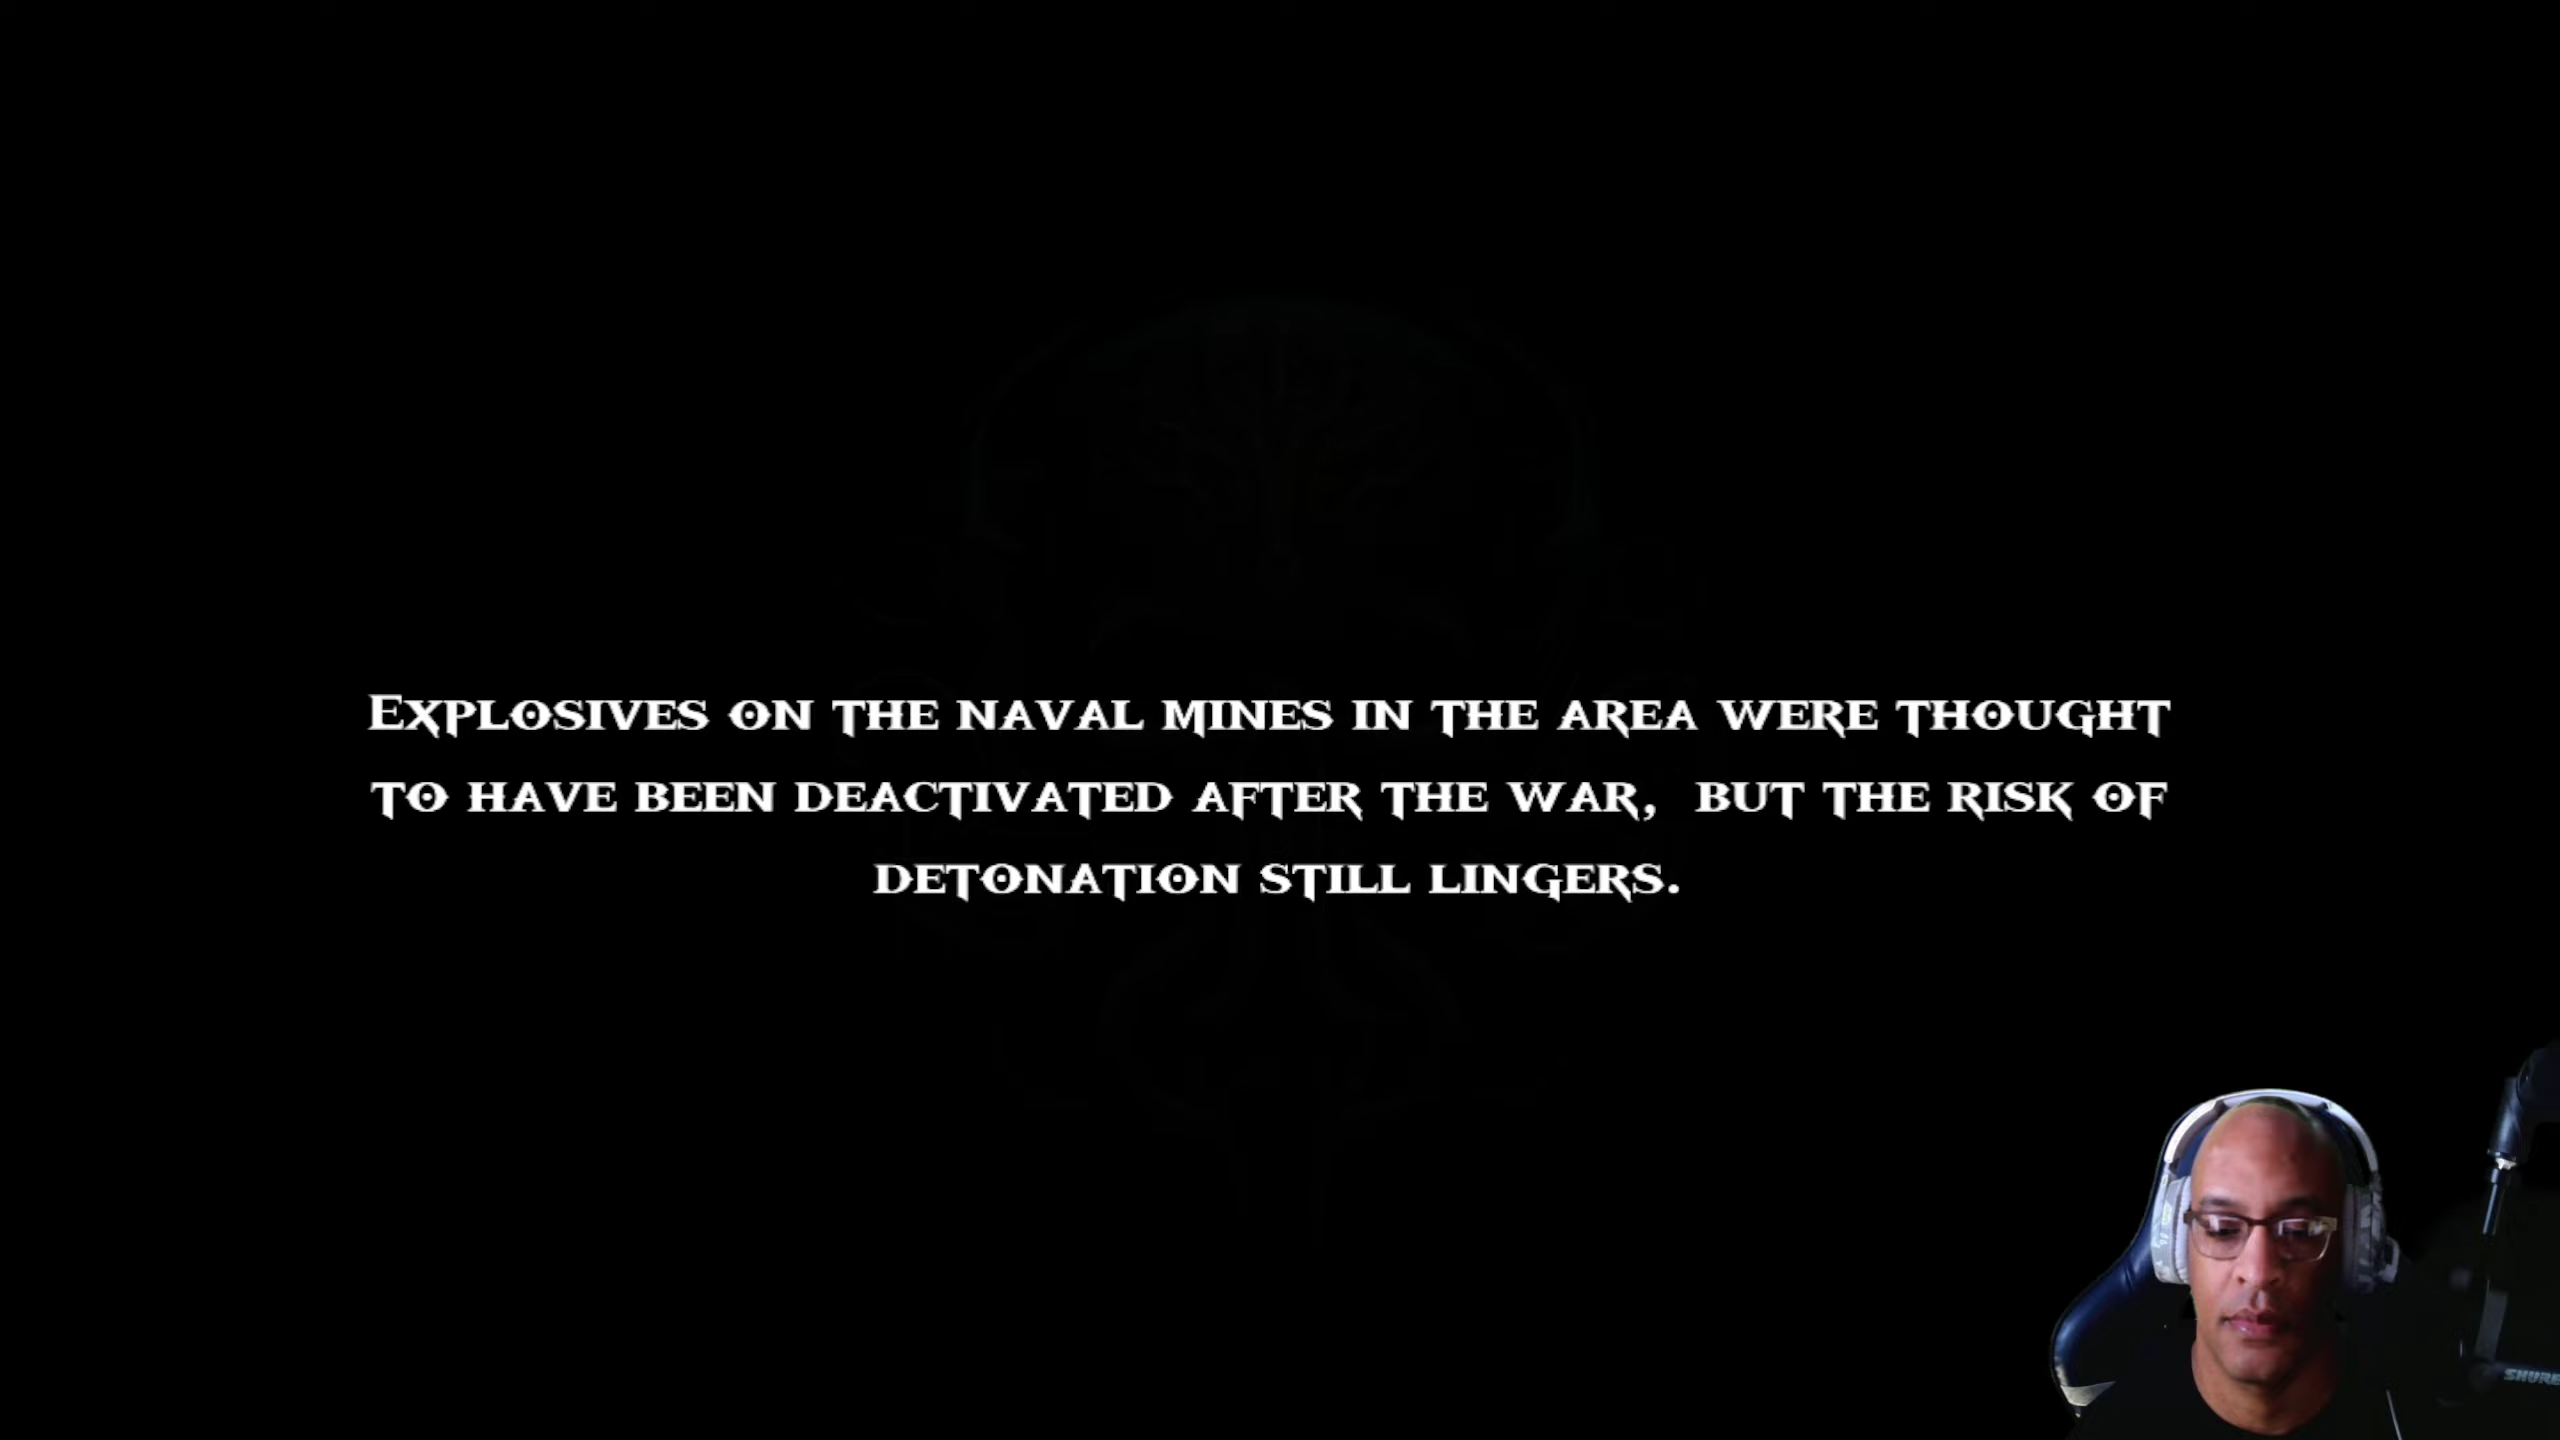 Explosives on the naval mines in the area were thought
to have been deactivated after the war, but the risk of
detonation still lingers.
SHURE